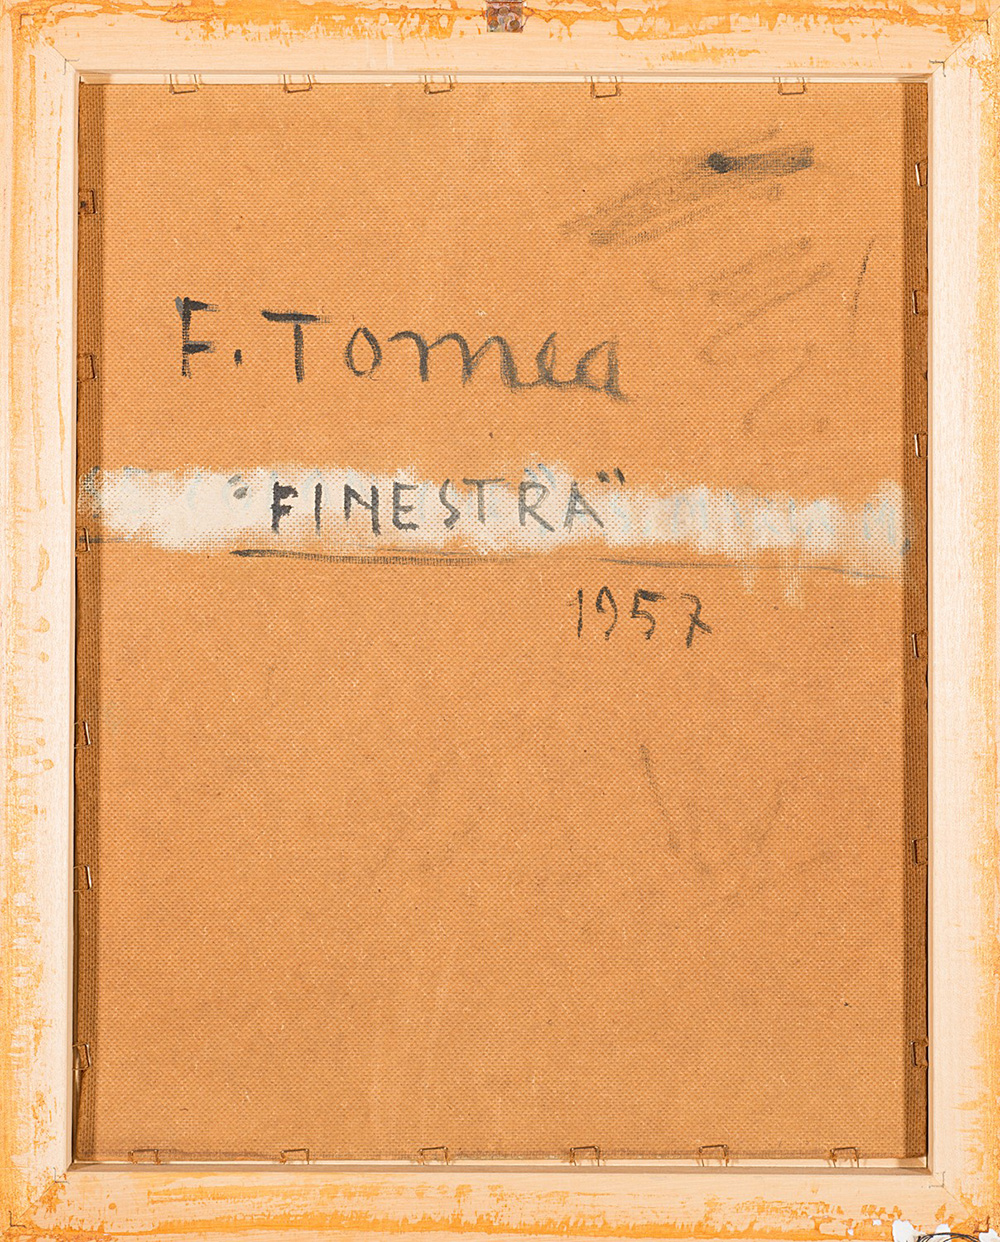 F. Tomea
"FINESTRA"
1957